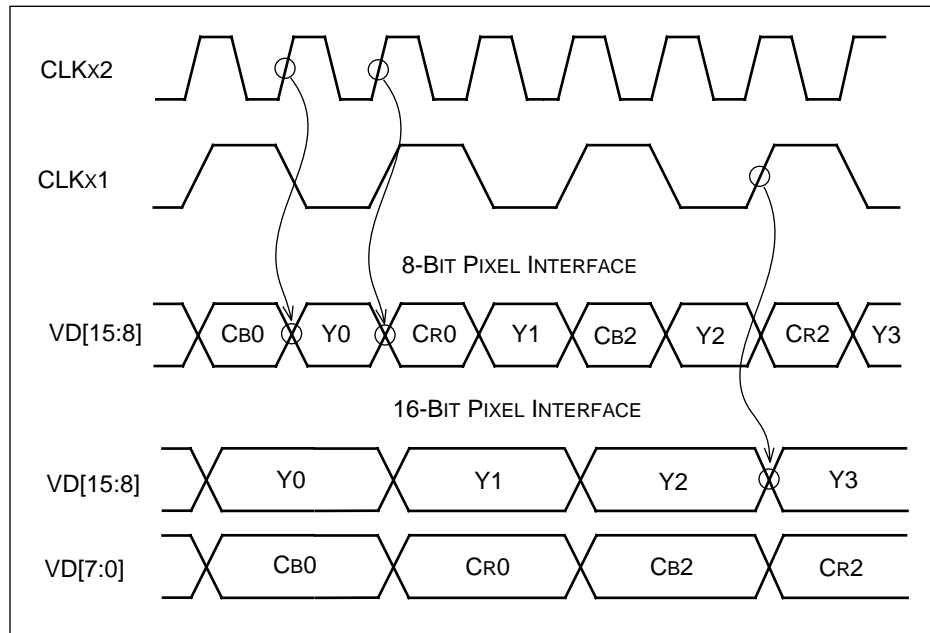 CLKx2
CLKx1
8-BIT PIXEL INTERFACE
VD[15:8] CB0 Y0 CR0 Y1 CB2 Y2 CR2 Y3
16-BIT PIXEL INTERFACE
VD[15:8] Y0 Y1 Y2 Y3
VD[7:0] CB0 CR0 CB2 CR2